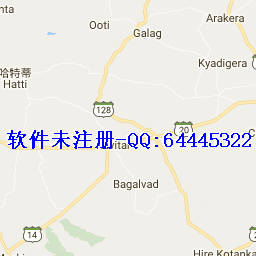 nta
Ooti
Arakera
Galag
Kyadigera
哈特蒂
Hatti
128
20
软件未注册-QQ:64445322
C
Bagalvad
14
Hire Kotanka